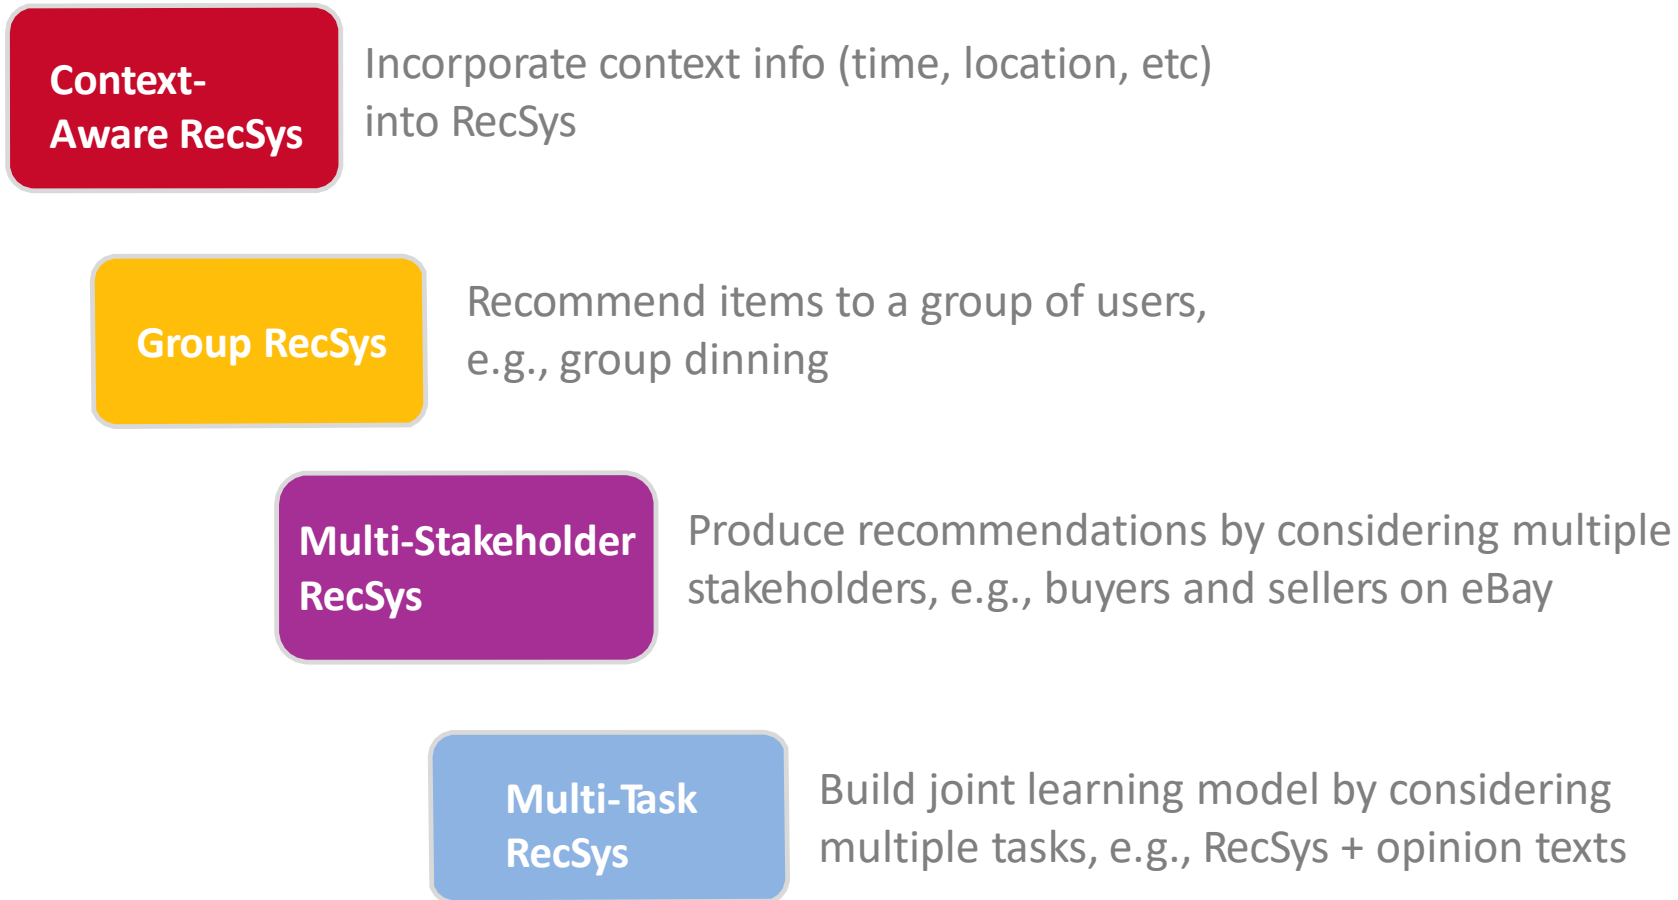 Context-
Aware RecSys
Incorporate context info (time, location, etc)
into RecSys
Group RecSys
Recommend items to a group of users,
e.g., group dinning
Multi-Stakeholder
RecSys
Produce recommendations by considering multiple
stakeholders, e.g., buyers and sellers on eBay
Multi-Task
RecSys
Build joint learning model by considering
multiple tasks, e.g., RecSys + opinion texts